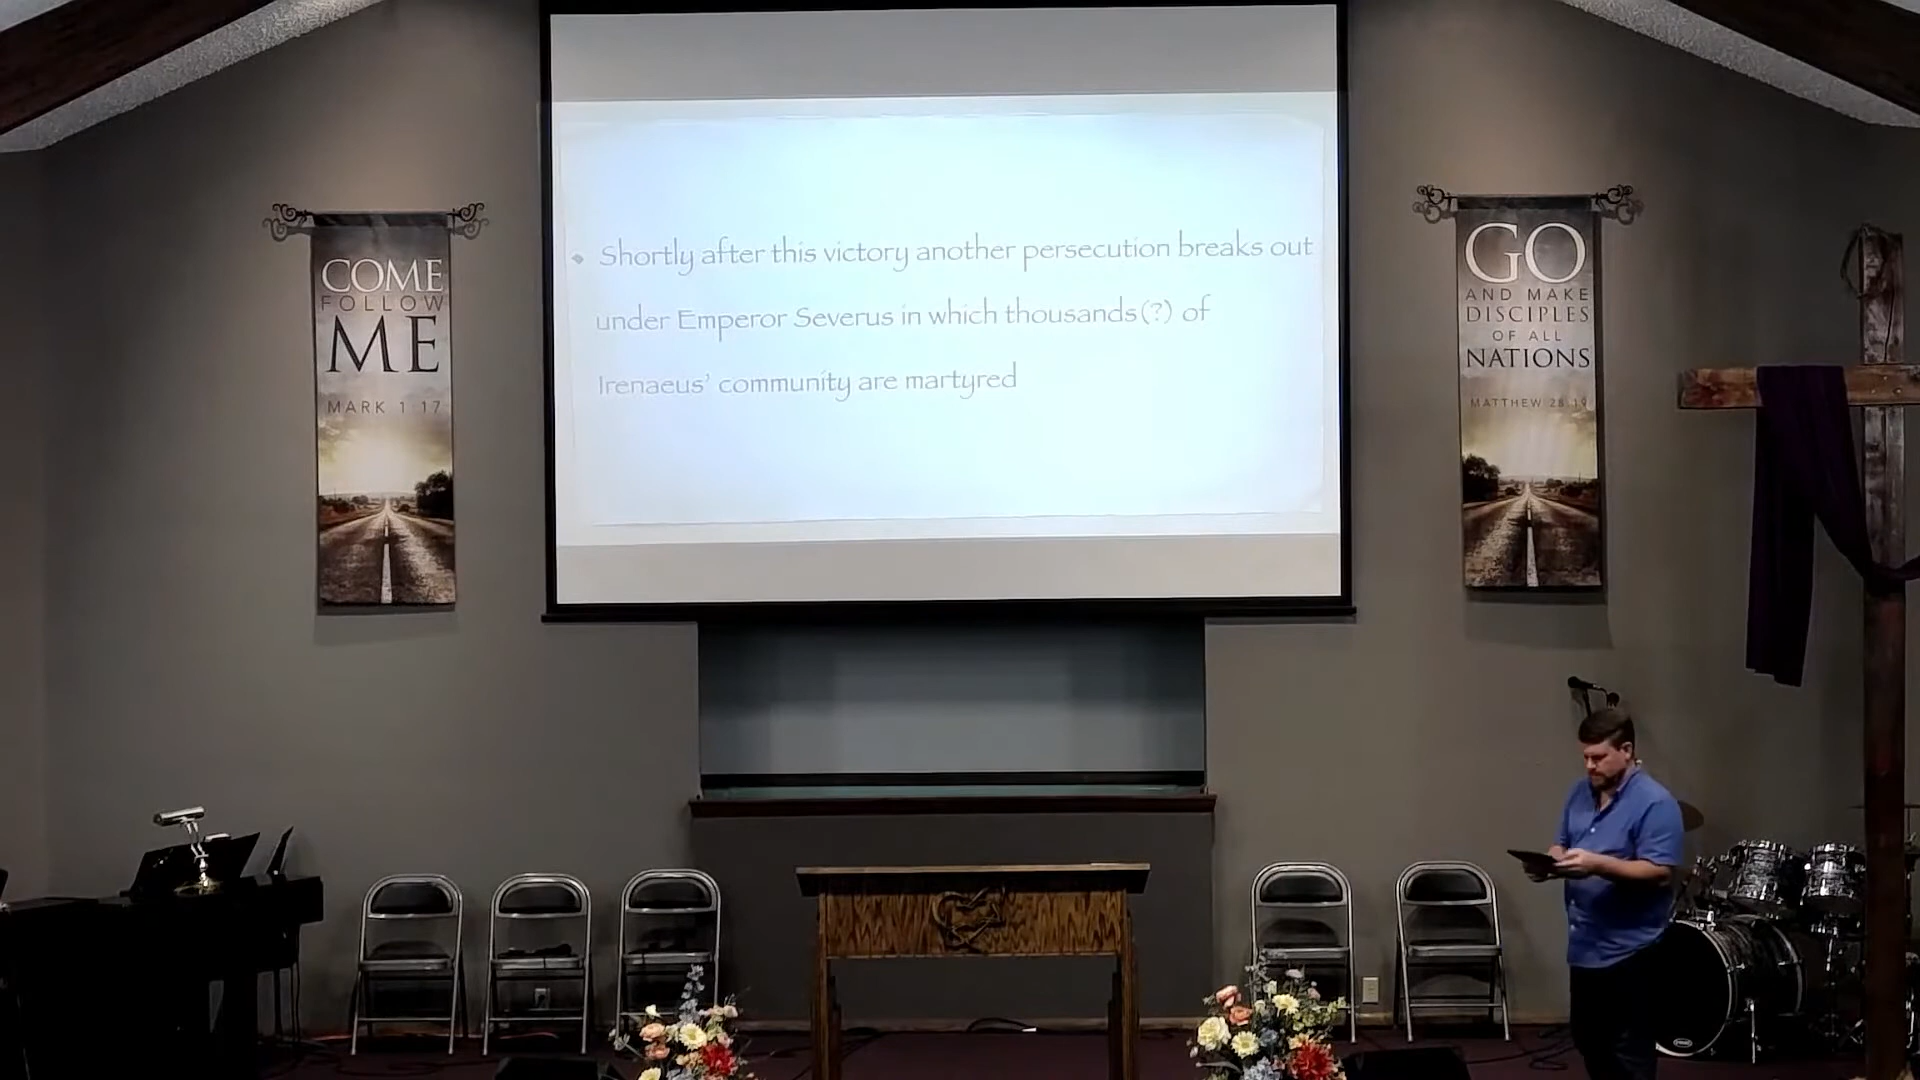 Shortly after this victory another persecution breaks out
under Emperor Severus in which thousands(?) of
Irenaeus' community are martyred
COME
FOLLOW
ME
MARK 1:17
GO
AND MAKE
DISCIPLES
OF ALL
NATIONS
MATTHEW 28:19